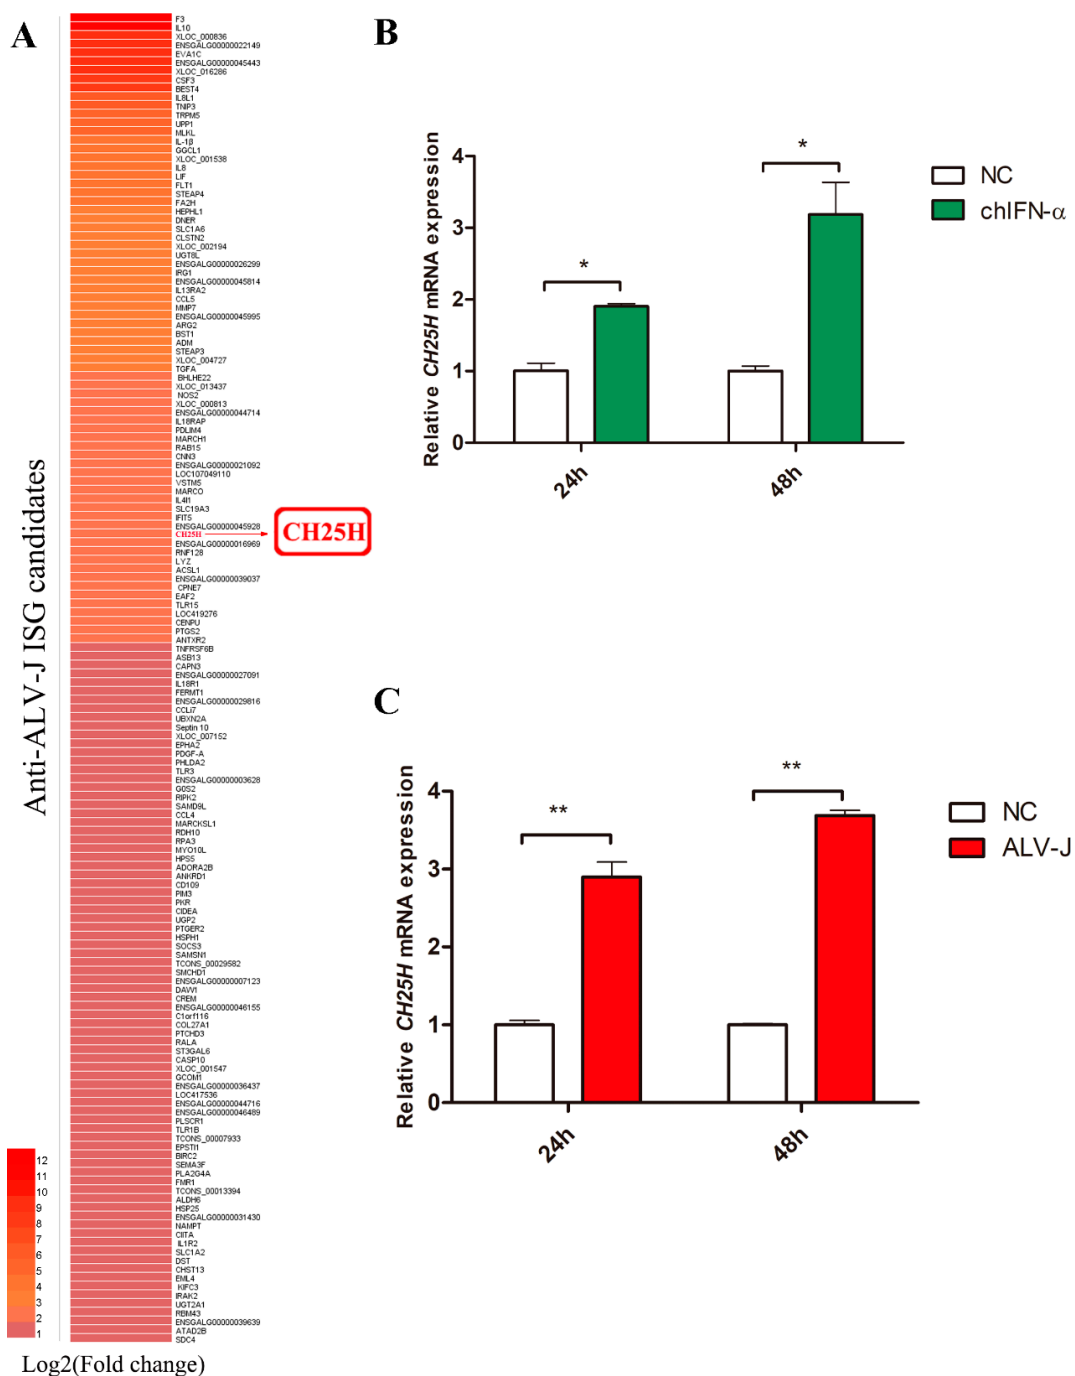 A
F3
IL10
XLOC_000836
ENSGALG00000022149
EVA1C
ENSGALG00000045443
XLOC_016286
CSF3
BEST4
IL8L1
TNIP3
TRPM5
UPP1
MLKL
IL-1β
GGCL1
XLOC_001538
IL8
LIF
FLT1
STEAP4
FA2H
HEPHL1
DNER
SLC1A6
CLSTN2
XLOC_002194
UGT8L
ENSGALG00000026299
IRG1
ENSGALG00000045814
IL13RA2
CCL5
MMP7
ENSGALG00000045995
ARG2
BST1
ADM
STEAP3
XLOC_004727
TGFA
BHLHE22
XLOC_013437
NOS2
XLOC_000813
ENSGALG00000044714
IL18RAP
PDLIM4
MARCH1
RAB15
CNN3
ENSGALG00000021092
LOC107049110
VSTM5
MARCO
IL4I1
SLC19A3
IFIT5
ENSGALG00000045928
CH25H
CH25H
ENSGALG00000016969
RNF128
LYZ
ACSL1
ENSGALG00000039037
CPNE7
EAF2
TLR15
LOC419276
CENPU
PTGS2
ANTXR2
TNFRSF6B
ASB13
CAPN3
ENSGALG00000027091
IL18R1
FERMT1
ENSGALG00000029816
CCLi7
UBXN2A
Septin 10
XLOC_007152
EPHA2
PDGF-A
PHLDA2
TLR3
ENSGALG00000003628
G0S2
RIPK2
SAMD9L
CCL4
MARCKSL1
RDH10
RPA3
MYO10L
HPS5
ADORA2B
ANKRD1
CD109
PIM3
PKR
CIDEA
UGP2
PTGER2
HSPH1
SOCS3
SAMSN1
TCONS_00029582
SMCHD1
ENSGALG00000007123
DAW1
CREM
ENSGALG00000046155
C1orf116
COL27A1
PTCHD3
RALA
ST3GAL6
CASP10
XLOC_001547
GCOM1
ENSGALG00000036437
LOC417536
ENSGALG00000044716
ENSGALG00000046489
PLSCR1
TLR1B
TCONS_00007933
EPSTI1
BIRC2
SEMA3F
PLA2G4A
FMR1
TCONS_00013394
ALDH6
HSP25
ENSGALG00000031430
NAMPT
CIITA
IL1R2
SLC1A2
DST
CHST13
EML4
KIFC3
IRAK2
UGT2A1
RBM43
ENSGALG00000039639
ATAD2B
SDC4
Anti-ALV-J ISG candidates
12
11
10
9
8
7
6
5
4
3
2
1
Log2(Fold change)
B
Relative CH25H mRNA expression
4
3
2
1
0
*
*
24h
48h
NC
chIFN-α
C
Relative CH25H mRNA expression
4
3
2
1
0
**
**
24h
48h
NC
ALV-J